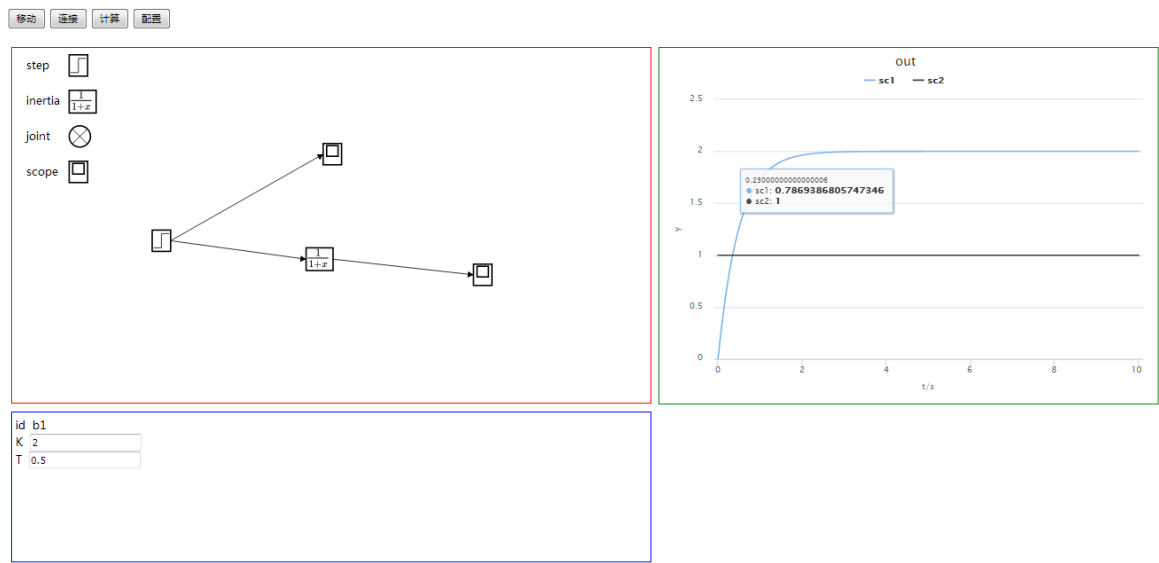 移动 连接 计算 配置
step
inertia 1/1+x
joint
scope
1/1+x
out
sc1 sc2
2.5
2
0.25000000000000006
sc1: 0.7869386805747346
sc2: 1
1.5
y
1
0.5
0
0 2 4 6 8 10
t/s
id b1
K 2
T 0.5